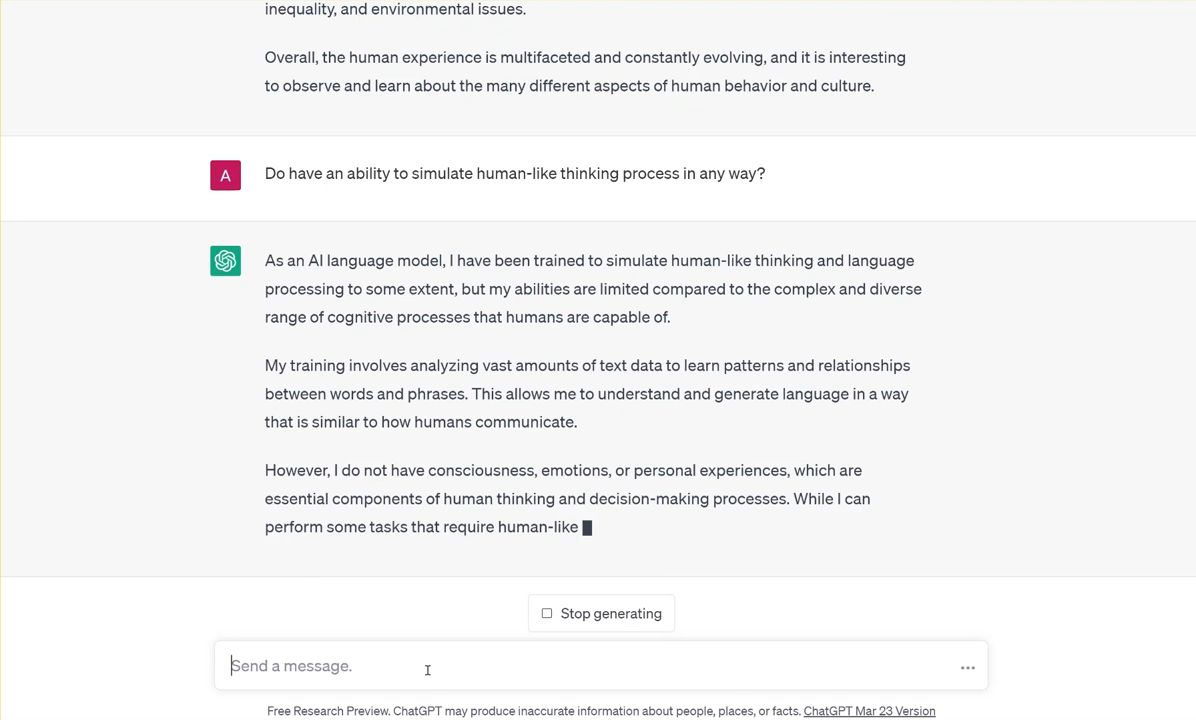 inequality, and environmental issues.
Overall, the human experience is multifaceted and constantly evolving, and it is interesting
to observe and learn about the many different aspects of human behavior and culture.
A
Do have an ability to simulate human-like thinking process in any way?
As an AI language model, I have been trained to simulate human-like thinking and language
processing to some extent, but my abilities are limited compared to the complex and diverse
range of cognitive processes that humans are capable of.
My training involves analyzing vast amounts of text data to learn patterns and relationships
between words and phrases. This allows me to understand and generate language in a way
that is similar to how humans communicate.
However, I do not have consciousness, emotions, or personal experiences, which are
essential components of human thinking and decision-making processes. While I can
perform some tasks that require human-like
Stop generating
Send a message.
Free Research Preview. ChatGPT may produce inaccurate information about people, places, or facts. ChatGPT Mar 23 Version